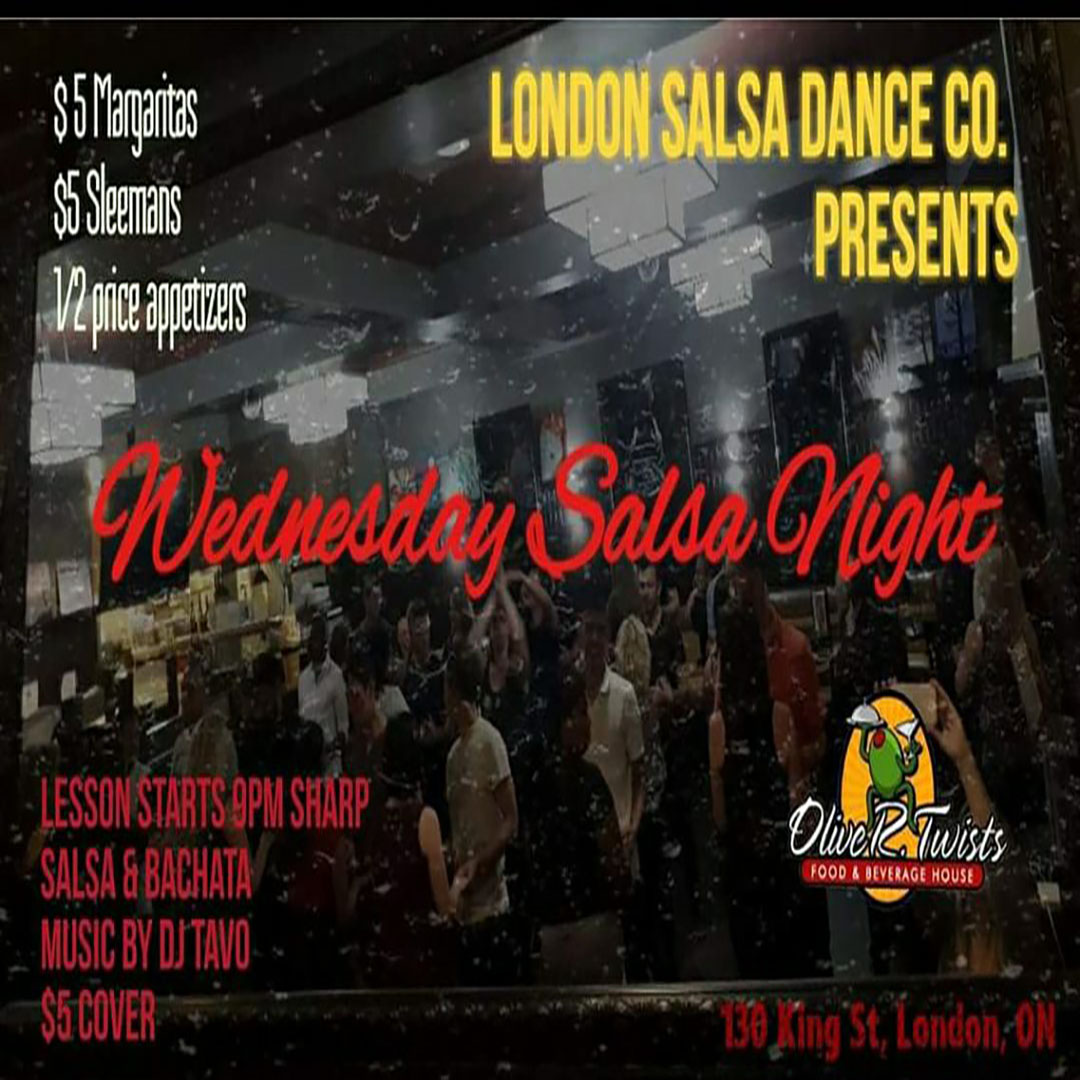 $ 5 Margaritas
$5 Sleemans
1/2 price appetizers
LONDON SALSA DANCE CO.
PRESENTS
Wednesday Salsa Night
LESSON STARTS 9PM SHARP
SALSA & BACHATA
MUSIC BY DJ TAVO
$5 COVER
Olive R. Twists
FOOD & BEVERAGE HOUSE
130 King St, London, ON